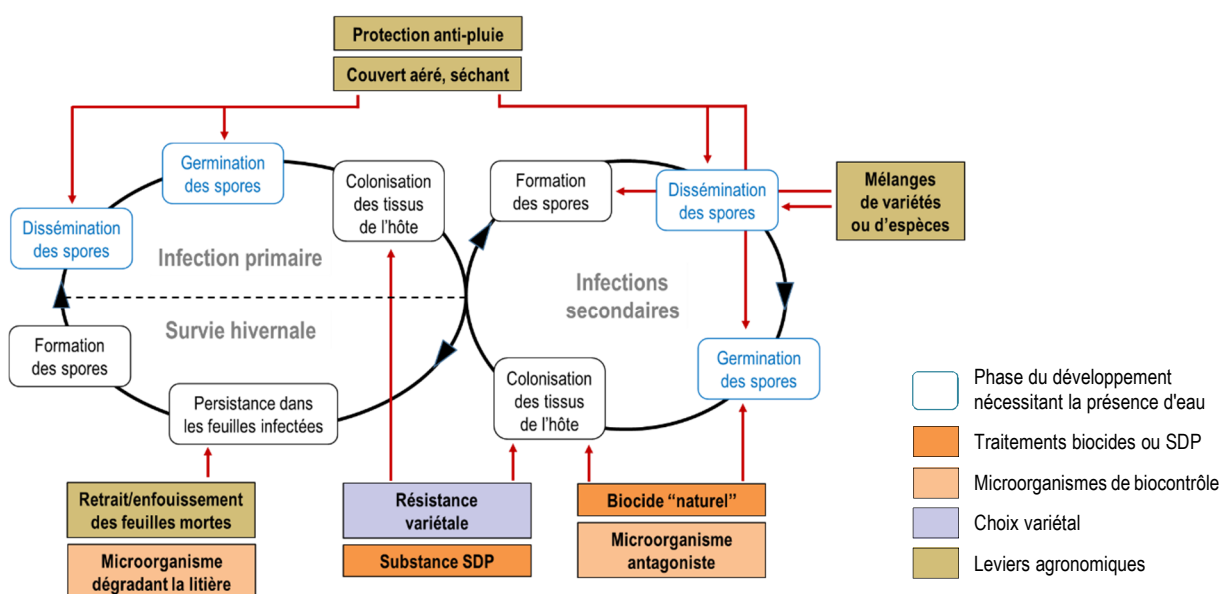 Protection anti-pluie
Couvert aéré, séchant
Germination
des spores
Colonisation
des tissus
de l'hôte
Formation
des spores
Dissémination
des spores
Mélanges
de variétés
ou d'espèces
Dissémination
des spores
Infection primaire
Infections
secondaires
Survie hivernale
Formation
des spores
Germination
des spores
Persistance dans
les feuilles infectées
Colonisation
des tissus
de l'hôte
Retrait/enfouissement
des feuilles mortes
Microorganisme
dégradant la litière
Résistance
variétale
Substance SDP
Biocide “naturel”
Microorganisme
antagoniste
Phase du développement
nécessitant la présence d'eau
Traitements biocides ou SDP
Microorganismes de biocontrôle
Choix variétal
Leviers agronomiques